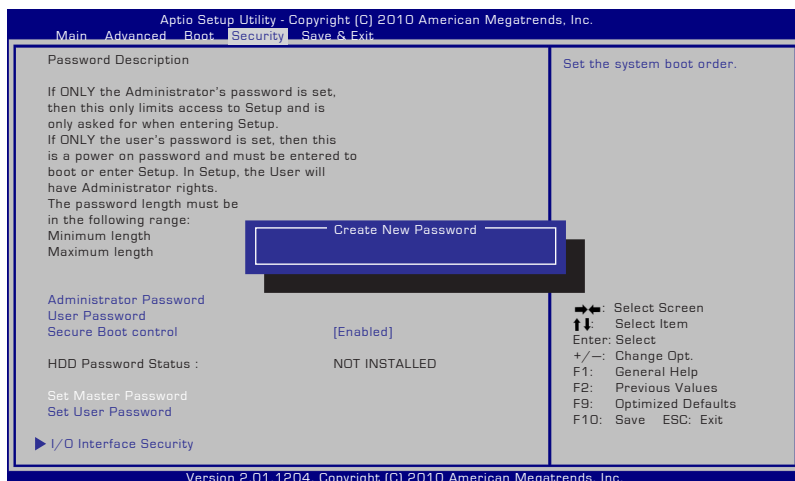 Aptio Setup Utility - Copyright (C) 2010 American Megatrends, Inc.
Main Advanced Boot Security Save & Exit
Password Description
If ONLY the Administrator's password is set,
then this only limits access to Setup and is
only asked for when entering Setup.
If ONLY the user's password is set, then this
is a power on password and must be entered to
boot or enter Setup. In Setup, the User will
have Administrator rights.
The password length must be
in the following range:
Minimum length
Maximum length
Create New Password
Administrator Password
User Password
Secure Boot control [Enabled]
HDD Password Status : NOT INSTALLED
Set Master Password
Set User Password
I/O Interface Security
Set the system boot order.
→←: Select Screen
↑↓: Select Item
Enter: Select
+/—: Change Opt.
F1: General Help
F2: Previous Values
F9: Optimized Defaults
F10: Save ESC: Exit
Version 2.01.1204. Copyright (C) 2010 American Megatrends, Inc.